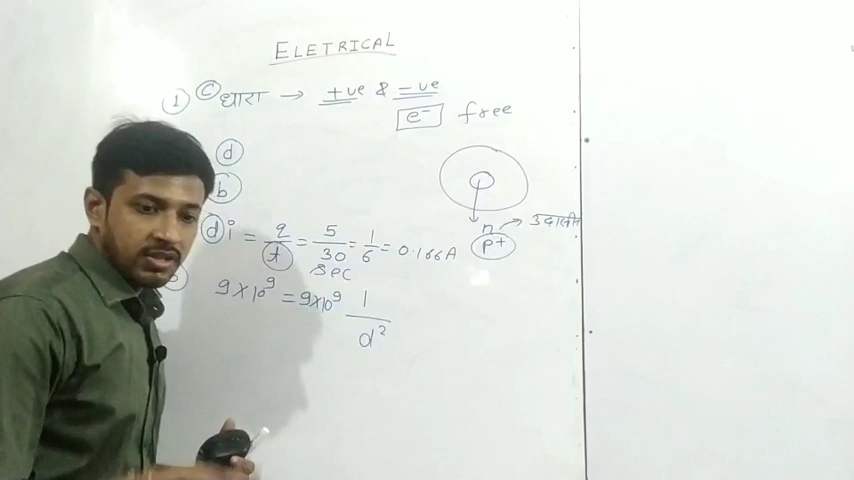 ELETRICAL
1 C धारा → +ve & -ve
e⁻ free
d
b
n → उदासीन
p+
d i = q/t = 5/30 = 1/6 = 0.166A
sec
9×10⁹ = 9×10⁹ 1/d²